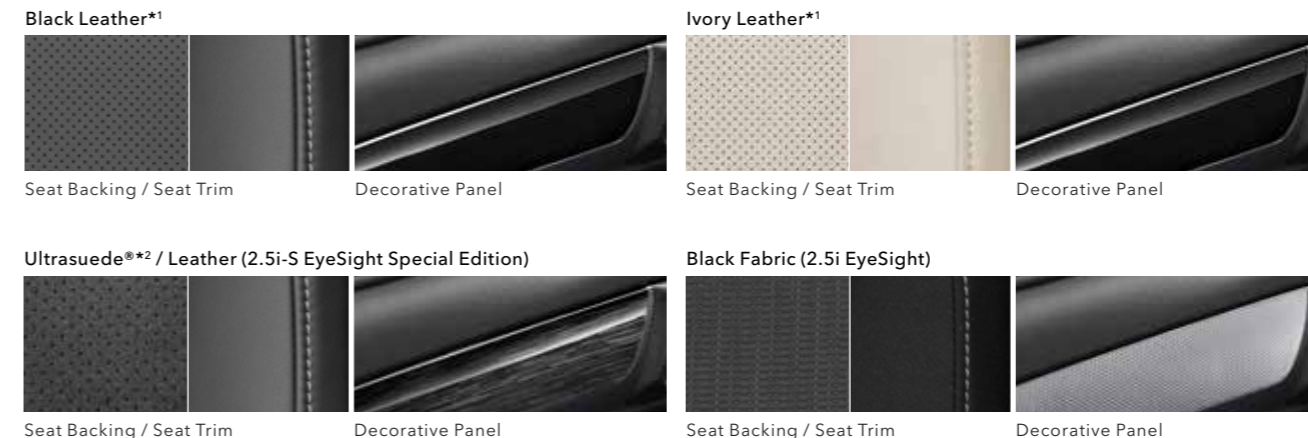 Black Leather*1
Ivory Leather*1
Seat Backing / Seat Trim
Decorative Panel
Seat Backing / Seat Trim
Decorative Panel
Ultrasuede®*2 / Leather (2.5i-S EyeSight Special Edition)
Black Fabric (2.5i EyeSight)
Seat Backing / Seat Trim
Decorative Panel
Seat Backing / Seat Trim
Decorative Panel